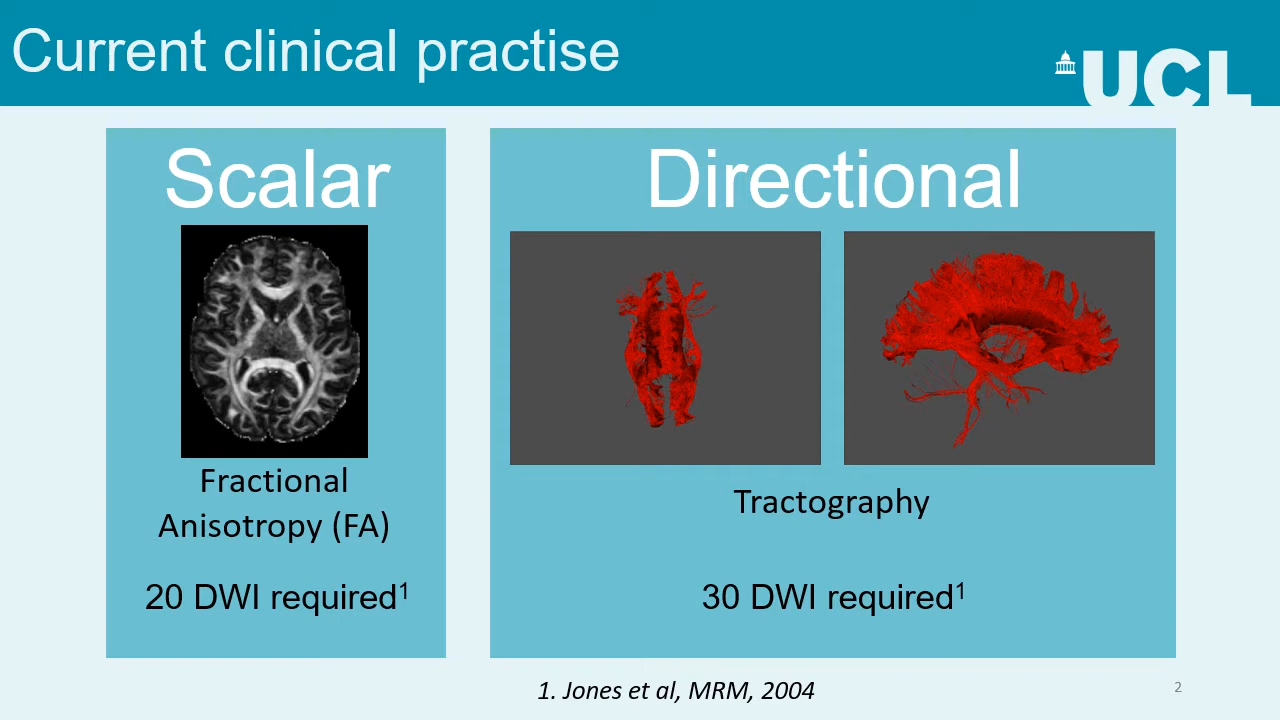 Current clinical practise
UCL
Scalar
Fractional
Anisotropy (FA)
20 DWI required¹
Directional
Tractography
30 DWI required¹
1. Jones et al, MRM, 2004
2